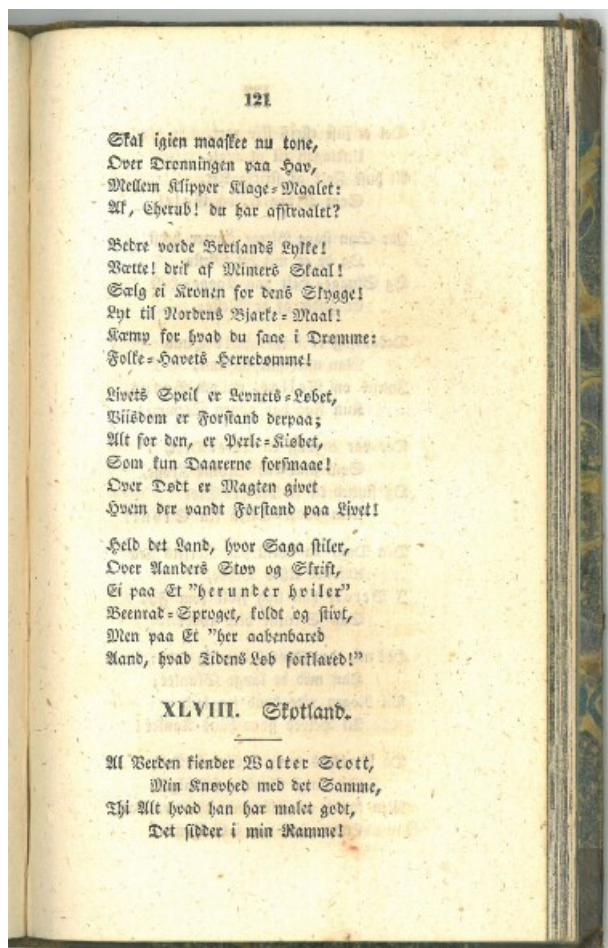 121
Skal igien maaskee nu tone,
Over Dronningen paa Hav,
Mellem Klipper Klage-Maalet:
Ak, Cherub! du har afstraalet?
Bedre vorde Bretlands Lykke!
Vætte! drik af Mimers Skaal!
Sælg ei Kronen for dens Skygge!
Lyt til Nordens Bjarke-Maal!
Kæmp for hvad du saae i Drømme:
Folke-Havets Herredømme!
Livets Speil er Levnets-Løbet,
Viisdom er Forstand derpaa;
Alt for den, er Perle-Kiøbet,
Som kun Daarerne forsmaae!
Over Dødt er Magten givet
Hvem der vandt Forstand paa Livet!
Held det Land, hvor Saga stiler,
Over Aanders Støv og Skrift,
Ei paa Et "herunder hviler"
Beenrad-Sproget, koldt og stivt,
Men paa Et "her aabenbared
Aand, hvad Tidens Løb forklared!"
XLVIII. Skotland.
Al Verden kiender Walter Scott,
Min Knøvhed med det Samme,
Thi Alt hvad han har malet godt,
Det sidder i min Ramme!